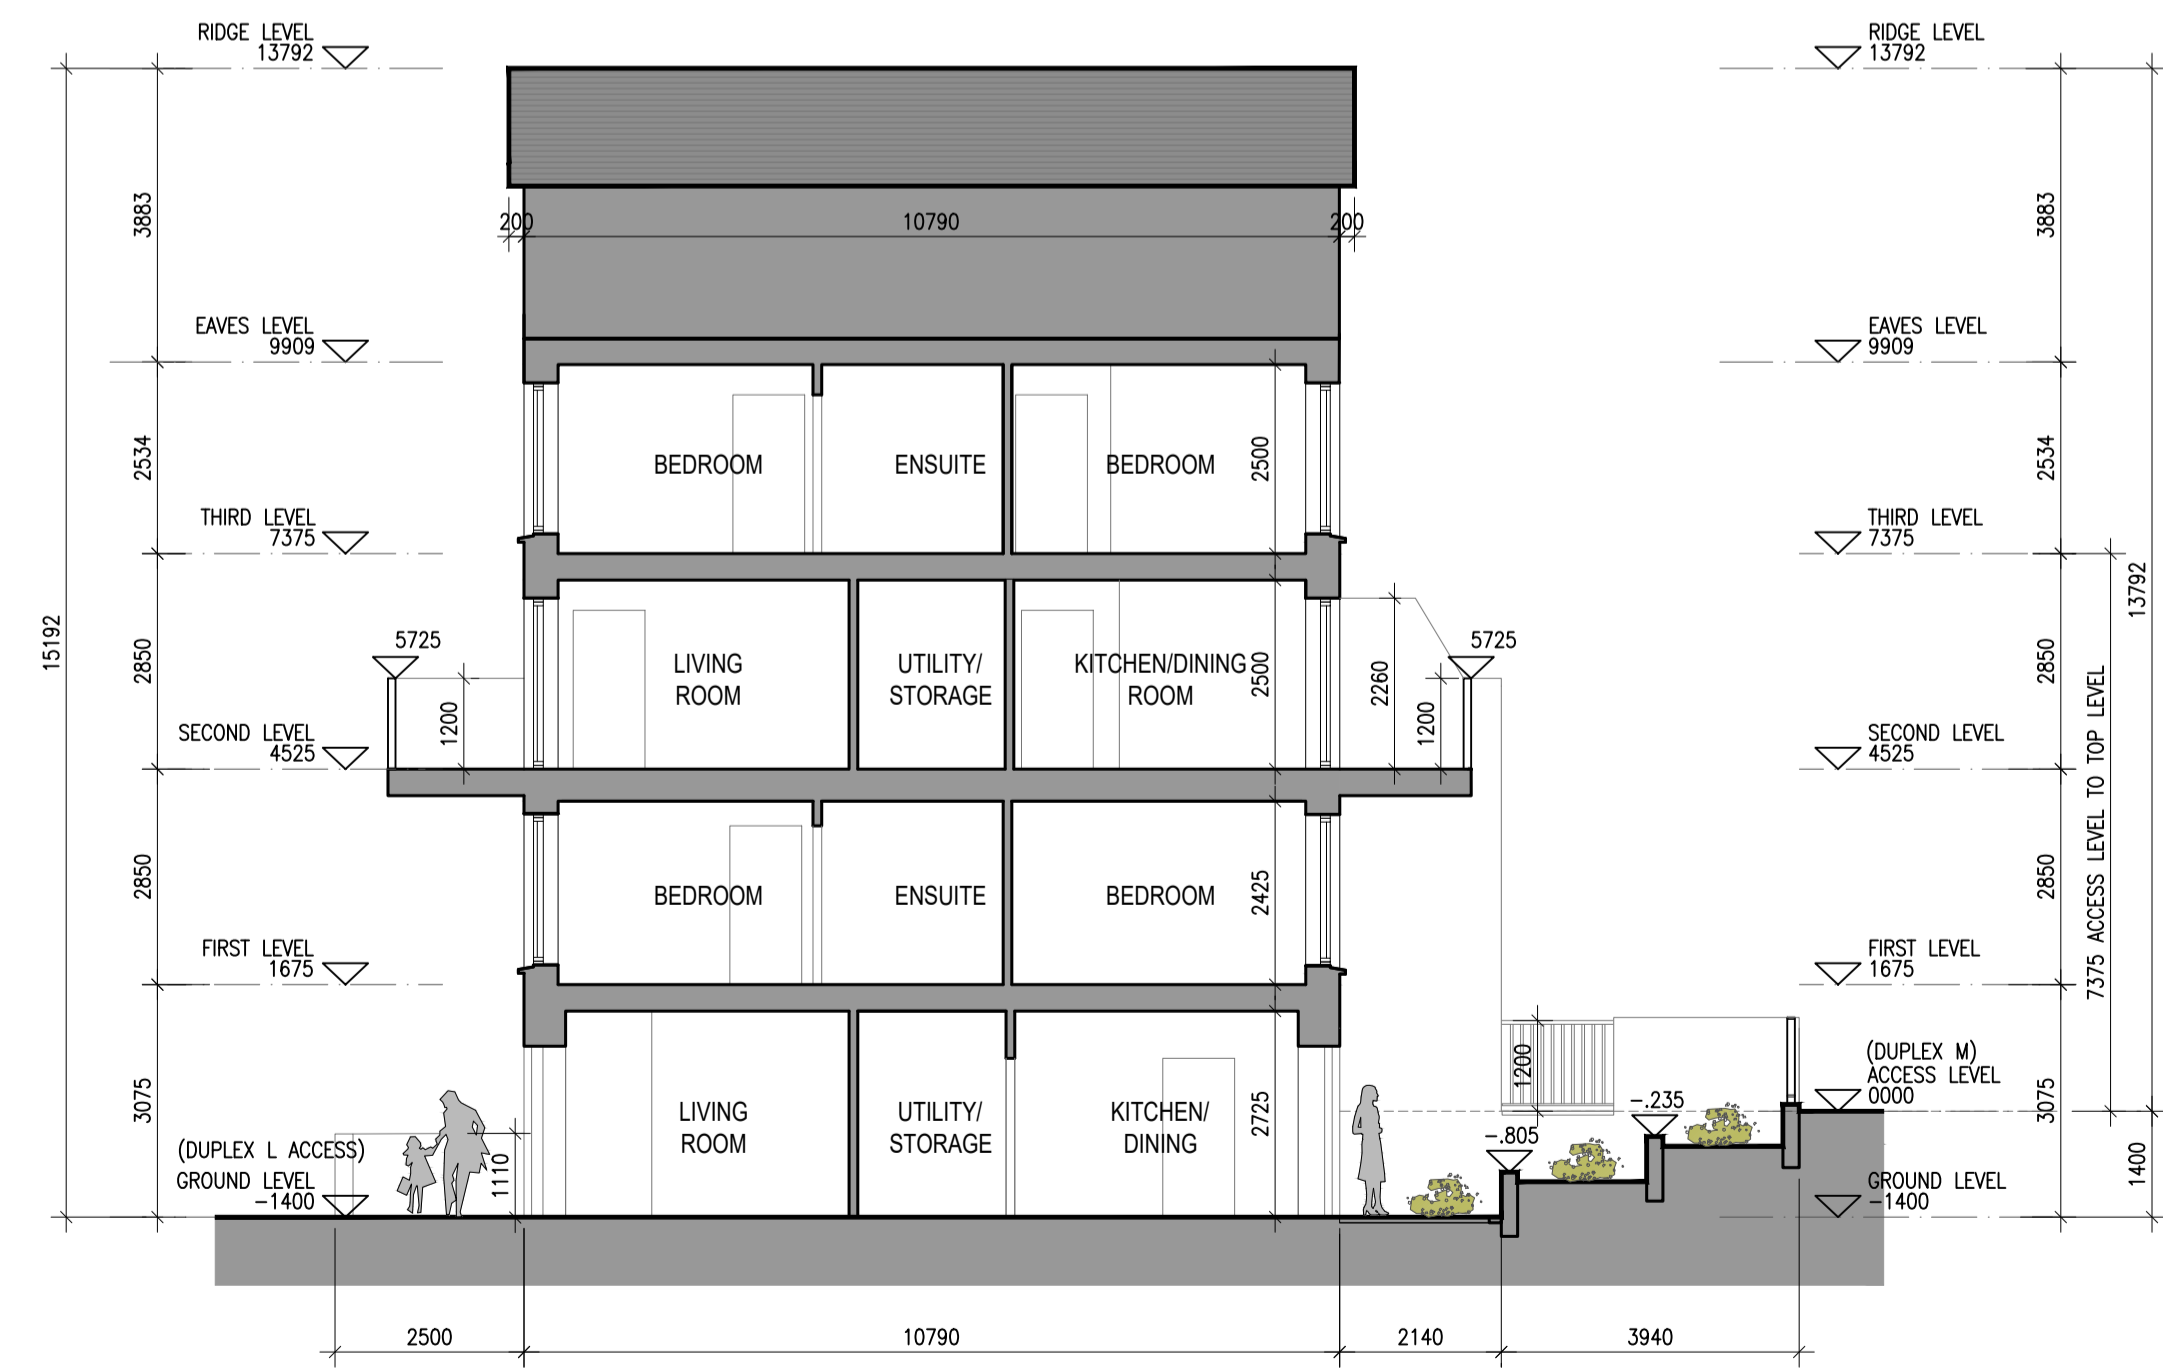 RIDGE LEVEL
13792
RIDGE LEVEL
13792
3883
200
10790
200
3883
EAVES LEVEL
9909
EAVES LEVEL
9909
2534
BEDROOM
ENSUITE
BEDROOM
2500
2534
THIRD LEVEL
7375
THIRD LEVEL
7375
15192
13792
2850
5725
1200
LIVING
ROOM
UTILITY/
STORAGE
KITCHEN/DINING
ROOM
2500
2260
1200
5725
2850
SECOND LEVEL
4525
SECOND LEVEL
4525
7375 ACCESS LEVEL TO TOP LEVEL
2850
BEDROOM
ENSUITE
BEDROOM
2425
2850
FIRST LEVEL
1675
FIRST LEVEL
1675
3075
(DUPLEX L ACCESS)
GROUND LEVEL
-1400
1110
LIVING
ROOM
UTILITY/
STORAGE
KITCHEN/
DINING
2725
1200
-.805
-.235
(DUPLEX M)
ACCESS LEVEL
0000
3075
1400
GROUND LEVEL
-1400
2500
10790
2140
3940